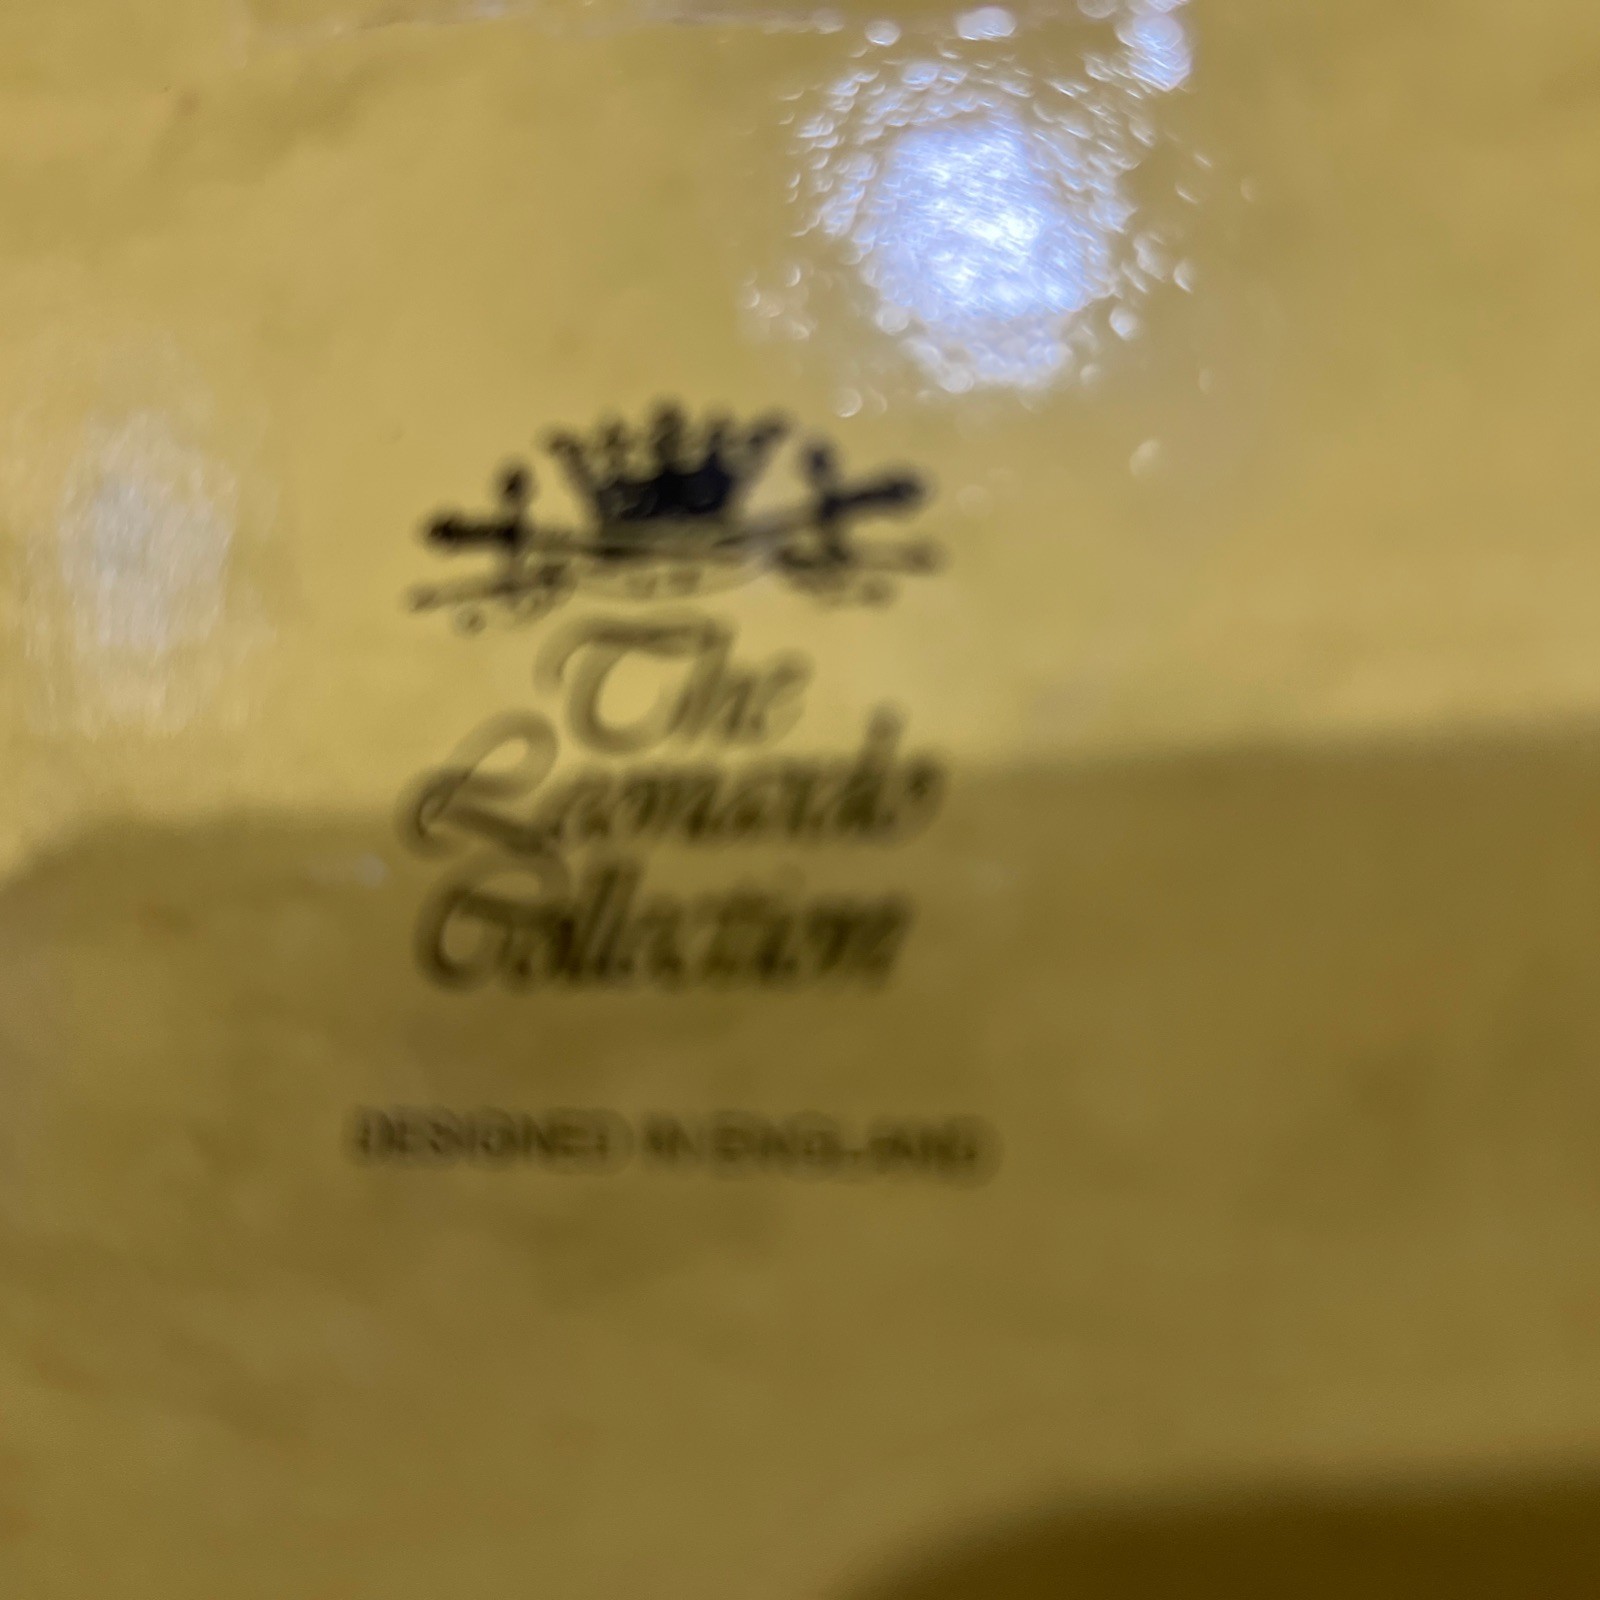 The
Leonardo
Collection
DESIGNED IN ENGLAND